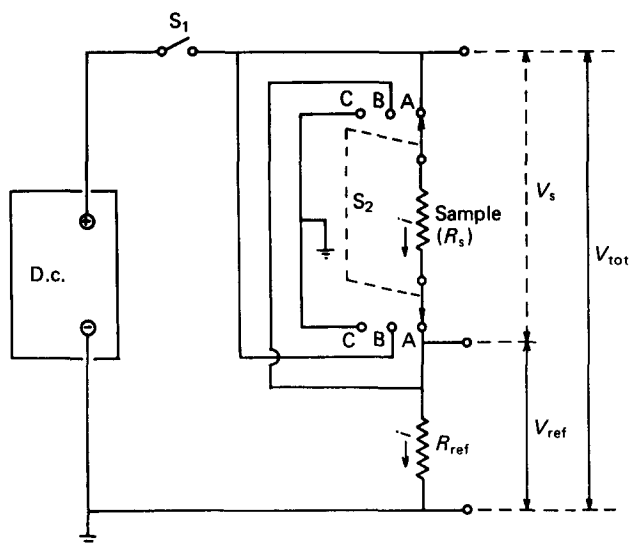 S1
C B A
+
D.c.
−
S2
i
Sample
(Rs)
Vs
Vtot
C B A
i
Rref
Vref